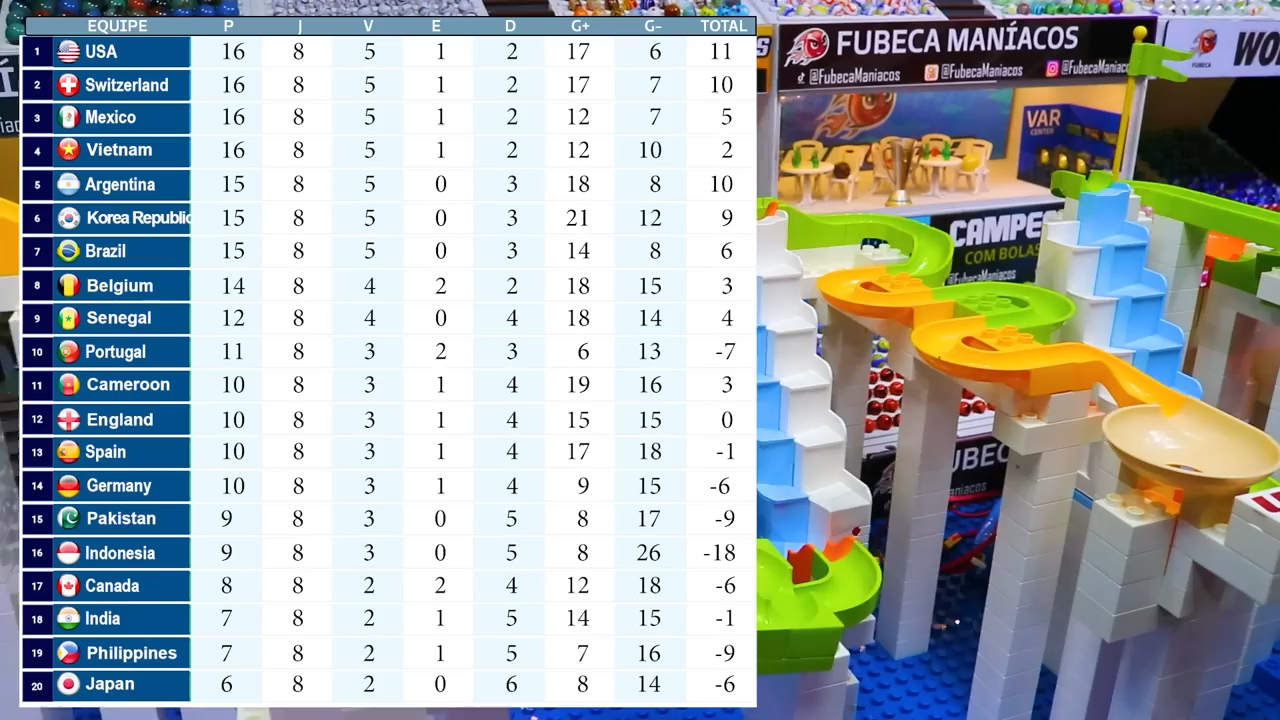 EQUIPE P J V E D G+ G- TOTAL
1 USA 16 8 5 1 2 17 6 11
2 Switzerland 16 8 5 1 2 17 7 10
3 Mexico 16 8 5 1 2 12 7 5
4 Vietnam 16 8 5 1 2 12 10 2
5 Argentina 15 8 5 0 3 18 8 10
6 Korea Republic 15 8 5 0 3 21 12 9
7 Brazil 15 8 5 0 3 14 8 6
8 Belgium 14 8 4 2 2 18 15 3
9 Senegal 12 8 4 0 4 18 14 4
10 Portugal 11 8 3 2 3 6 13 -7
11 Cameroon 10 8 3 1 4 19 16 3
12 England 10 8 3 1 4 15 15 0
13 Spain 10 8 3 1 4 17 18 -1
14 Germany 10 8 3 1 4 9 15 -6
15 Pakistan 9 8 3 0 5 8 17 -9
16 Indonesia 9 8 3 0 5 8 26 -18
17 Canada 8 8 2 2 4 12 18 -6
18 India 7 8 2 1 5 14 15 -1
19 Philippines 7 8 2 1 5 7 16 -9
20 Japan 6 8 2 0 6 8 14 -6
FUBECA MANÍACOS
@FubecaManiacos @FubecaManiacos @FubecaManiaco
FUBECA
WO
VAR
CENTER
CAMPE
COM BOLAS
@FubecaManiacos
UBEC
aniacos